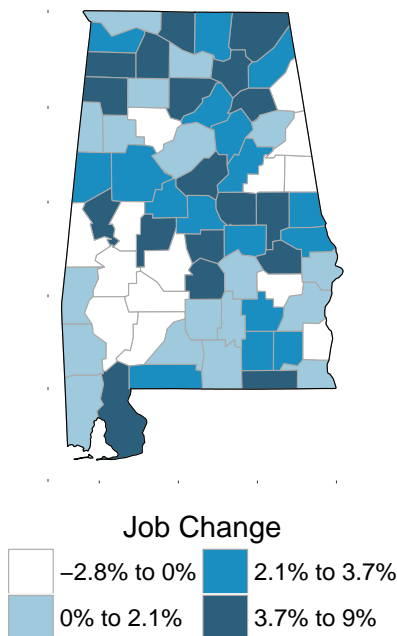 Job Change
−2.8% to 0% 2.1% to 3.7%
0% to 2.1% 3.7% to 9%